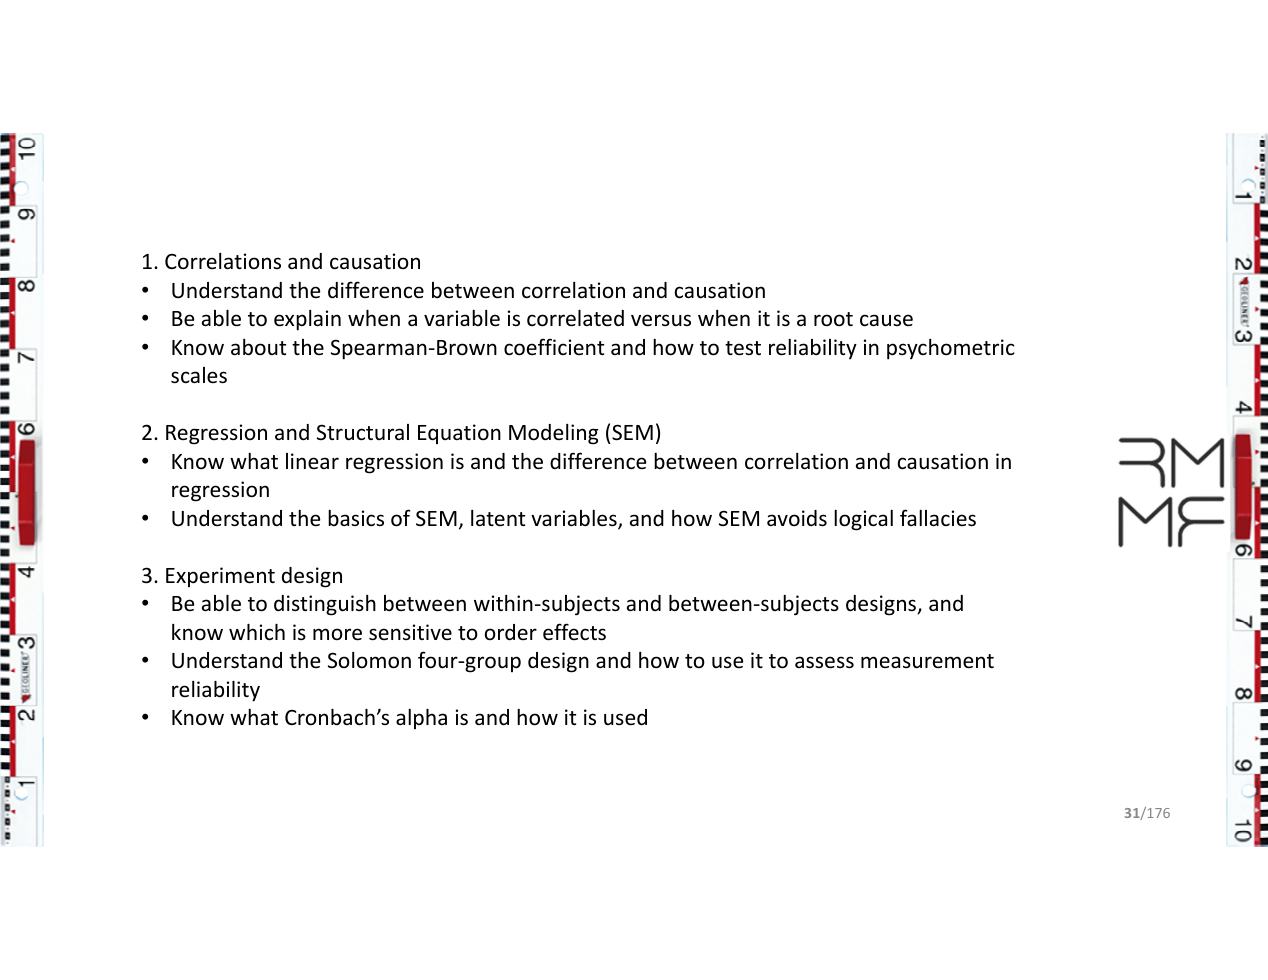 1. Correlations and causation
• Understand the difference between correlation and causation
• Be able to explain when a variable is correlated versus when it is a root cause
• Know about the Spearman-Brown coefficient and how to test reliability in psychometric
scales
2. Regression and Structural Equation Modeling (SEM)
• Know what linear regression is and the difference between correlation and causation in
regression
• Understand the basics of SEM, latent variables, and how SEM avoids logical fallacies
3. Experiment design
• Be able to distinguish between within-subjects and between-subjects designs, and
know which is more sensitive to order effects
• Understand the Solomon four-group design and how to use it to assess measurement
reliability
• Know what Cronbach’s alpha is and how it is used
31/176
RM
MF
10
9
8
7
6
4
3
GEOLINER
2
1
1
2
GEOLINER
3
4
6
7
8
9
10